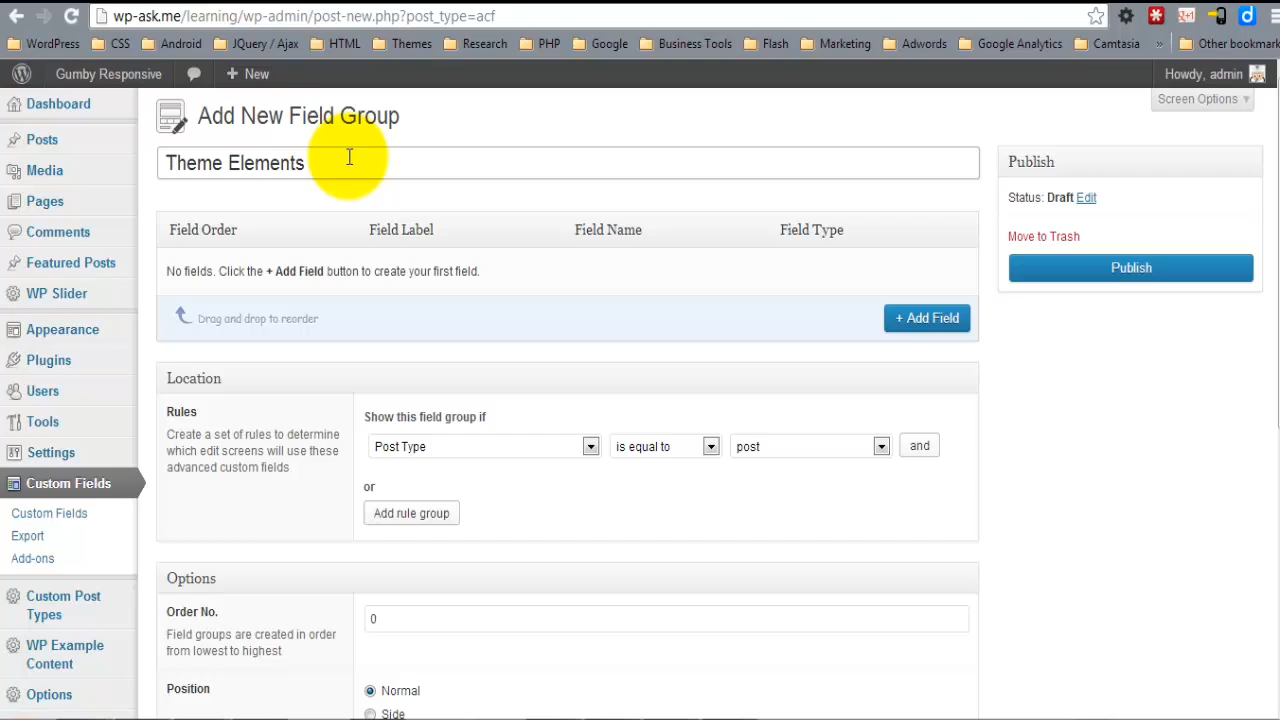 wp-ask.me/learning/wp-admin/post-new.php?post_type=acf
WordPress CSS Android JQuery / Ajax HTML Themes Research PHP Google Business Tools Flash Marketing Adwords Google Analytics Camtasia » Other bookmark
Gumby Responsive + New Howdy, admin
Screen Options
Dashboard
Posts
Media
Pages
Comments
Featured Posts
WP Slider
Appearance
Plugins
Users
Tools
Settings
Custom Fields
Custom Fields
Export
Add-ons
Custom Post
Types
WP Example
Content
Options
Add New Field Group
Theme Elements
Field Order Field Label Field Name Field Type
No fields. Click the + Add Field button to create your first field.
Drag and drop to reorder + Add Field
Location
Rules
Create a set of rules to determine
which edit screens will use these
advanced custom fields
Show this field group if
Post Type is equal to post and
or
Add rule group
Options
Order No.
Field groups are created in order
from lowest to highest
0
Position
Normal
Side
Publish
Status: Draft Edit
Move to Trash
Publish